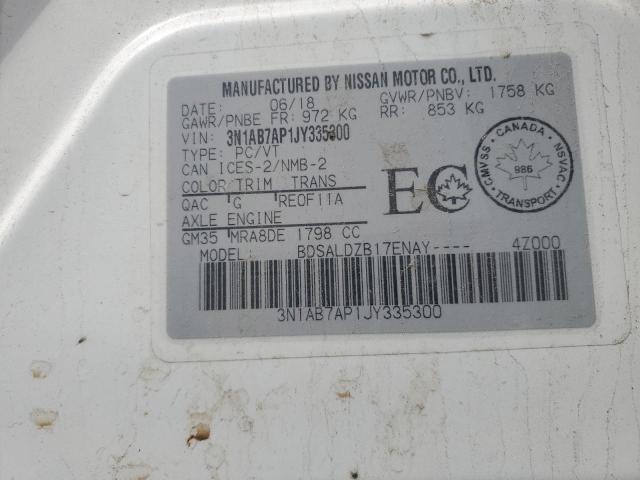 MANUFACTURED BY NISSAN MOTOR CO., LTD.
DATE: 06/18 GVWR/PNBV: 1758 KG
GAWR/PNBE FR: 972 KG RR: 853 KG
VIN: 3N1AB7AP1JY335300
TYPE: PC/VT
CAN ICES-2/NMB-2
COLOR TRIM TRANS
QAC G RE0F11A
AXLE ENGINE
GM35 MRA8DE 1798 CC
MODEL: BDSALDZB17ENAY---- 4Z000
3N1AB7AP1JY335300
EC
CANADA
CMVSS NSVAC
986
TRANSPORT